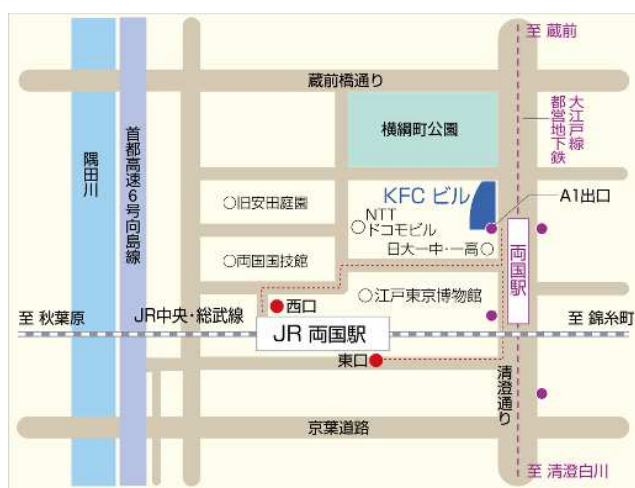 至 蔵前
蔵前橋通り
大江戸線
都営地下鉄
横綱町公園
首都高速6号向島線
隅田川
KFC ビル
A1出口
○旧安田庭園
NTT
○ドコモビル
日大一中・一高○
○両国国技館
両国駅
○江戸東京博物館
西口
至 秋葉原
JR中央・総武線
JR 両国駅
至 錦糸町
東口
清澄通り
京葉道路
至 清澄白川